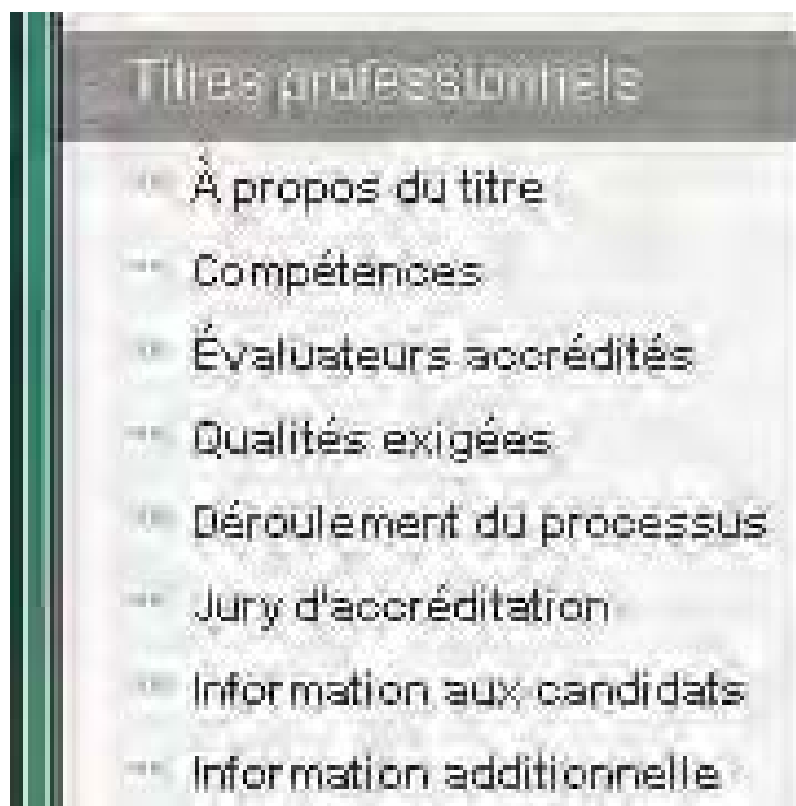 Titres professionnels
À propos du titre
Compétences
Évaluateurs accrédités
Qualités exigées
Déroulement du processus
Jury d'accréditation
Information aux candidats
Information additionnelle